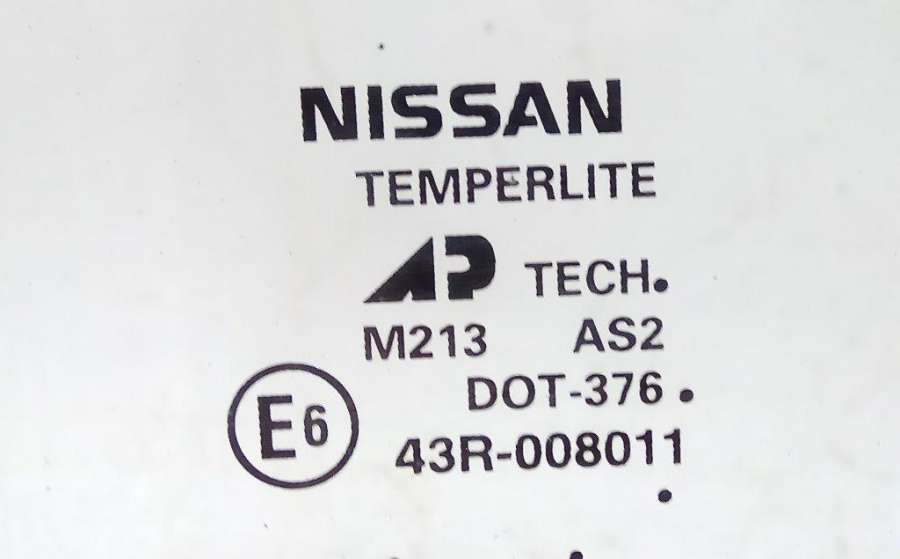 NISSAN
TEMPERLITE
AP TECH.
M213 AS2
DOT-376
E6 43R-008011